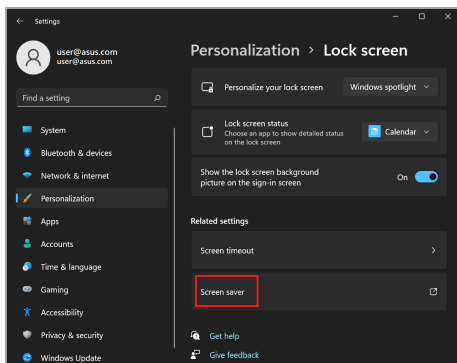 Settings
user@asus.com
user@asus.com
Find a setting
System
Bluetooth & devices
Network & internet
Personalization
Apps
Accounts
Time & language
Gaming
Accessibility
Privacy & security
Windows Update
Personalization > Lock screen
Personalize your lock screen
Windows spotlight
Lock screen status
Choose an app to show detailed status
on the lock screen
Calendar
Show the lock screen background
picture on the sign-in screen
On
Related settings
Screen timeout
Screen saver
Get help
Give feedback